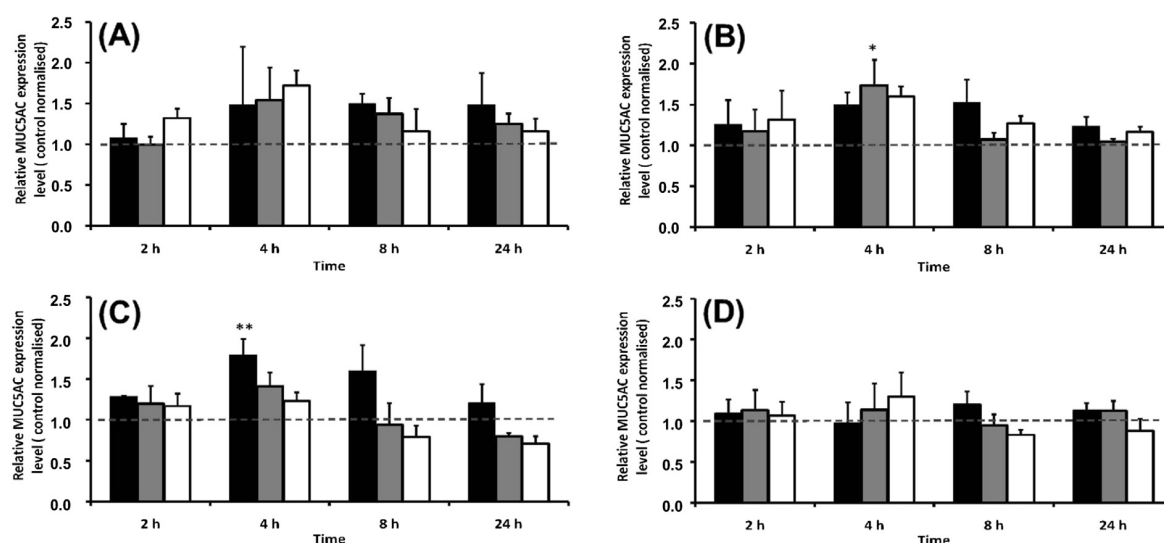 (A)
Relative MUC5AC expression
level ( control normalised)
2.5
2.0
1.5
1.0
0.5
0.0
2 h
4 h
8 h
24 h
Time
(B)
Relative MUC5AC expression
level ( control normalised)
2.5
2.0
*
1.5
1.0
0.5
0.0
2 h
4 h
8 h
24 h
Time
(C)
Relative MUC5AC expression
level ( control normalised)
2.5
2.0
**
1.5
1.0
0.5
0.0
2 h
4 h
8 h
24 h
Time
(D)
Relative MUC5AC expression
level ( control normalised)
2.5
2.0
1.5
1.0
0.5
0.0
2 h
4 h
8 h
24 h
Time